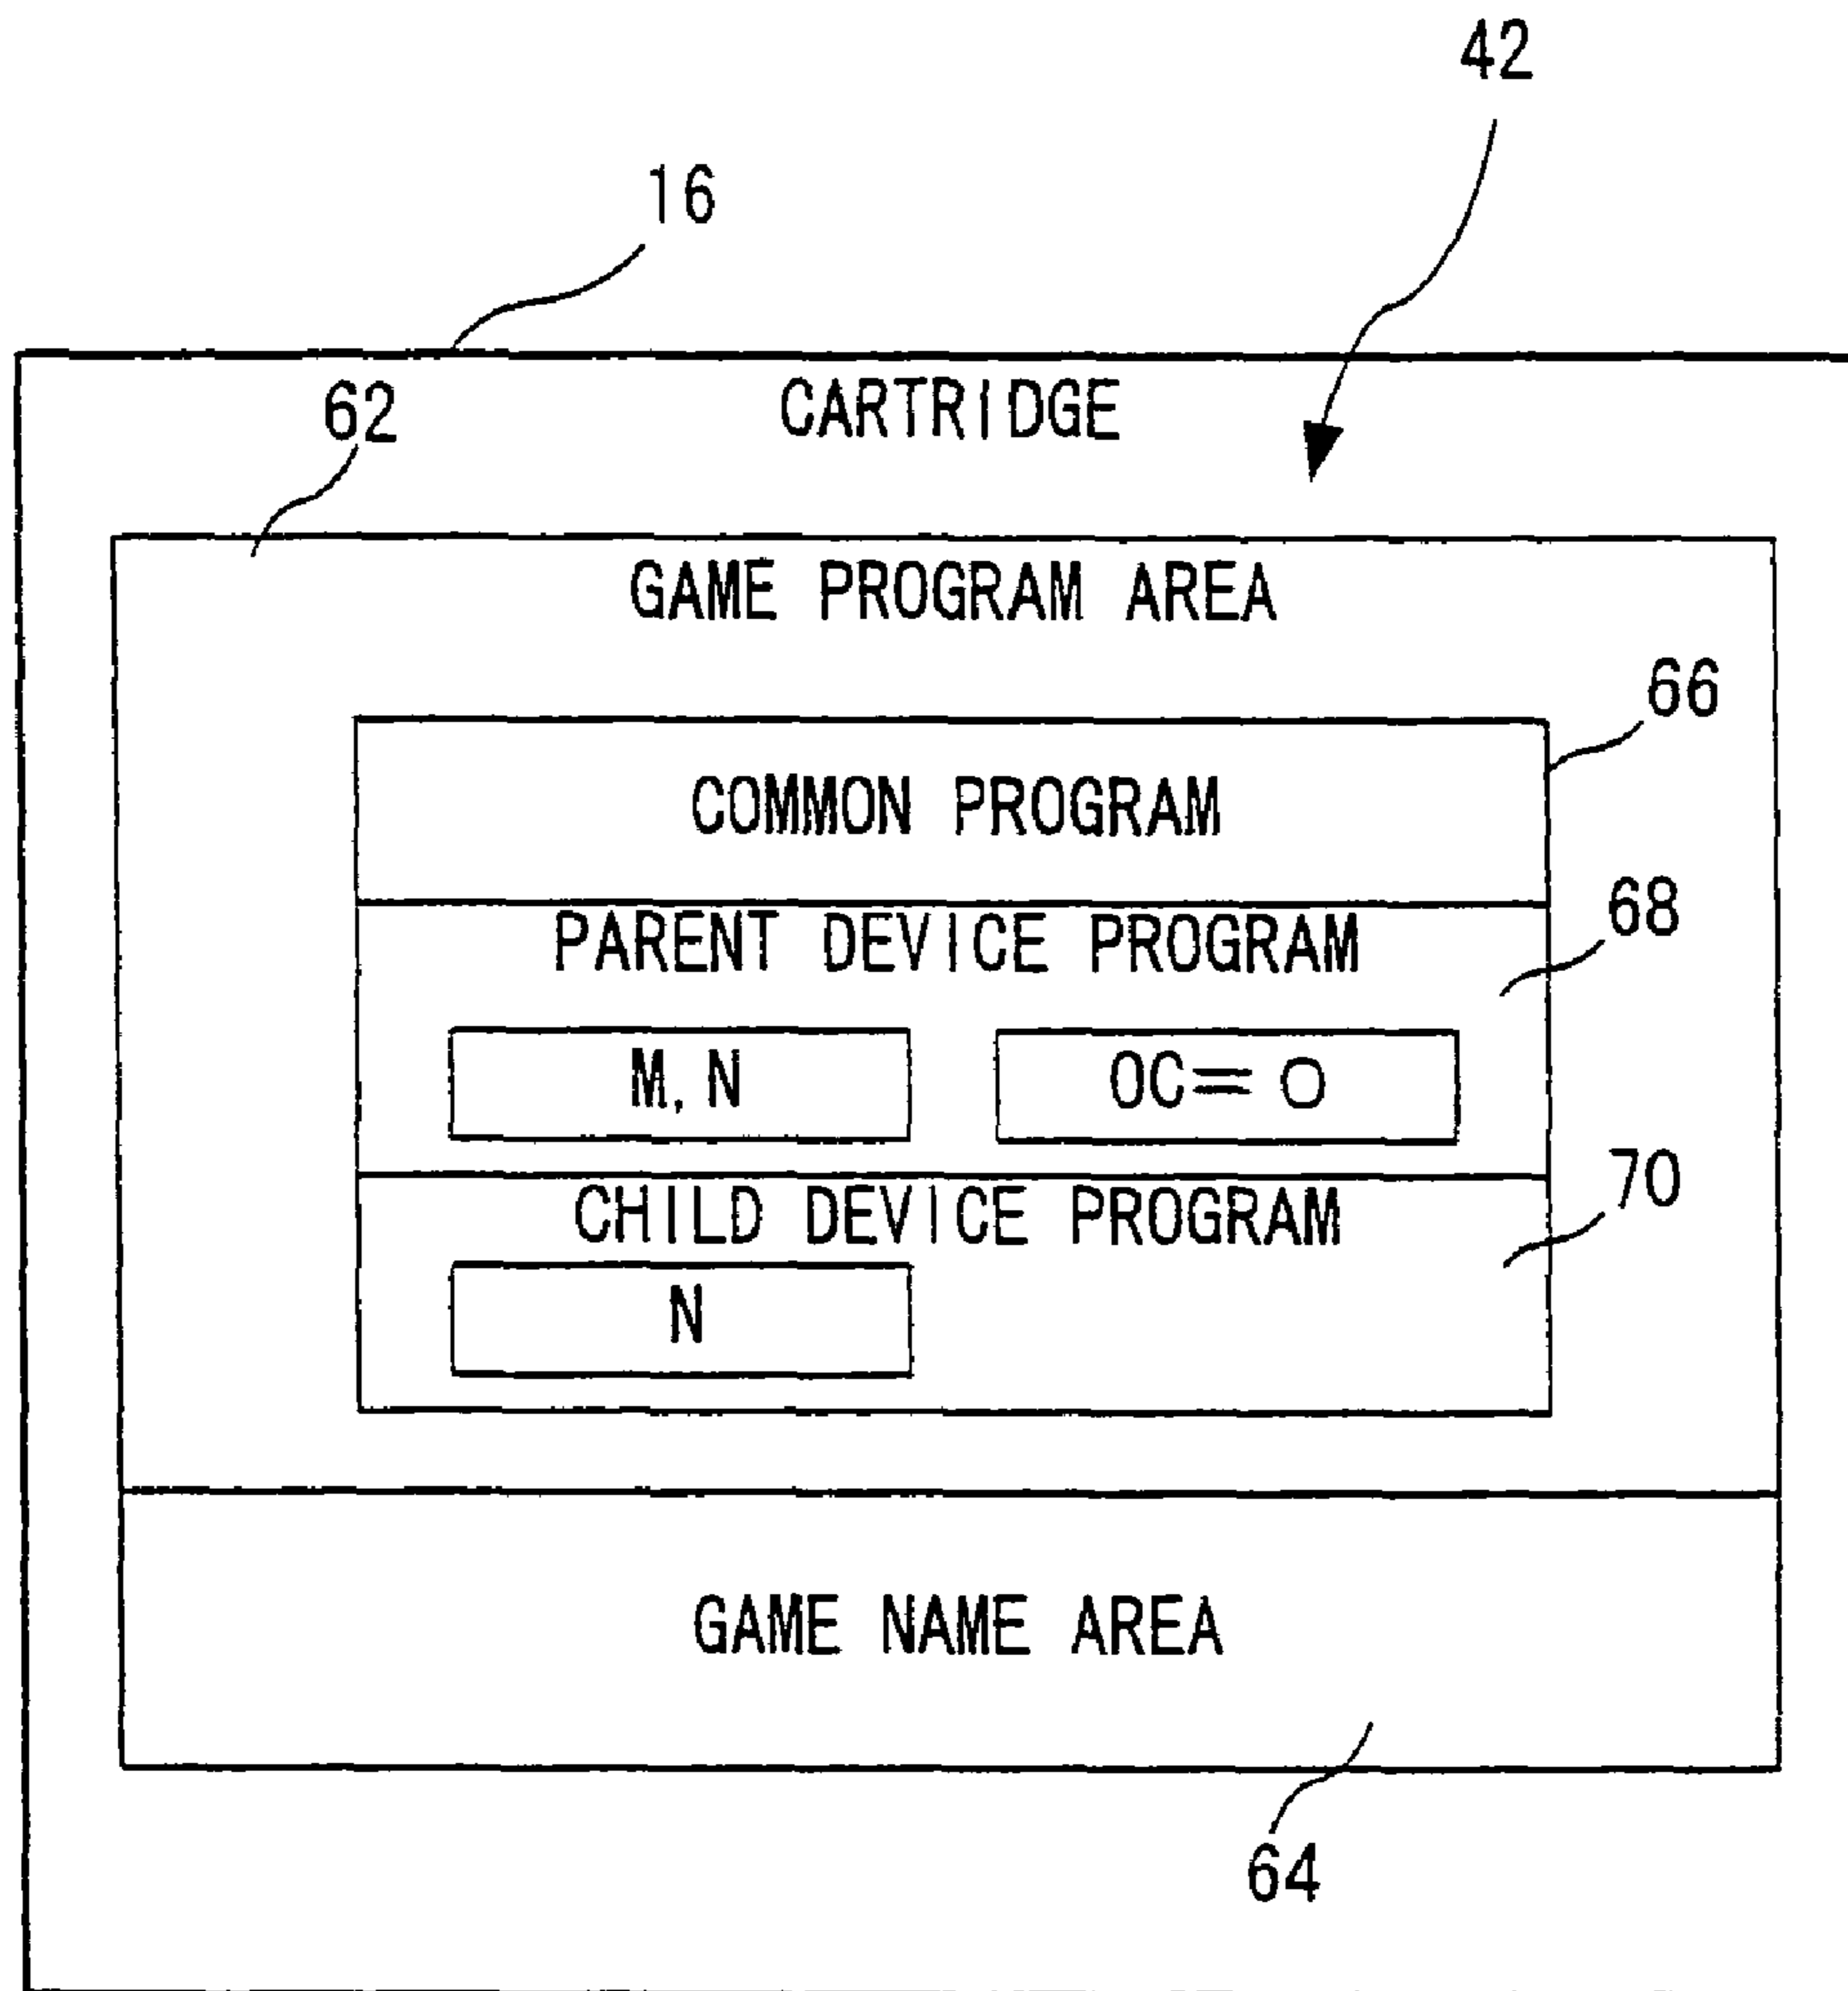 42
16
CARTRIDGE
62
GAME PROGRAM AREA
66
COMMON PROGRAM
68
PARENT DEVICE PROGRAM
M, N
OC= ○
70
CHILD DEVICE PROGRAM
N
GAME NAME AREA
64